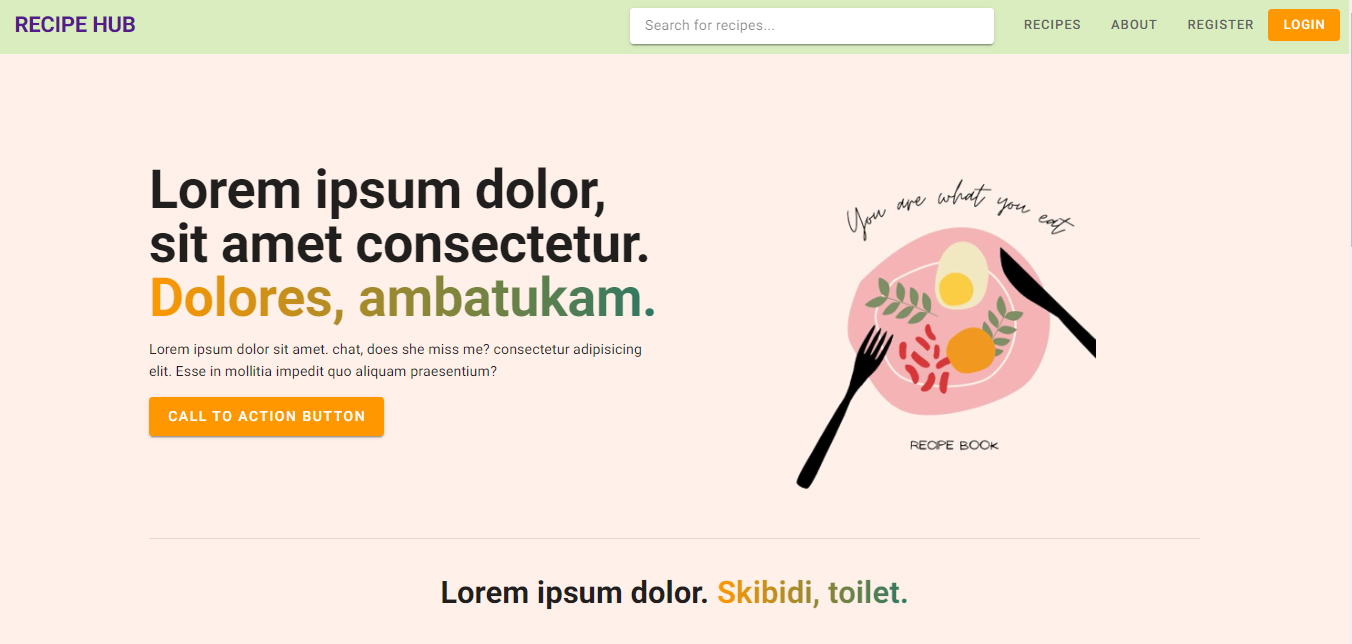 RECIPE HUB
Search for recipes...
RECIPES
ABOUT
REGISTER
LOGIN
Lorem ipsum dolor,
sit amet consectetur.
Dolores, ambatukam.
Lorem ipsum dolor sit amet. chat, does she miss me? consectetur adipisicing
elit. Esse in mollitia impedit quo aliquam praesentium?
CALL TO ACTION BUTTON
You are what you eat
RECIPE BOOK
Lorem ipsum dolor. Skibidi, toilet.